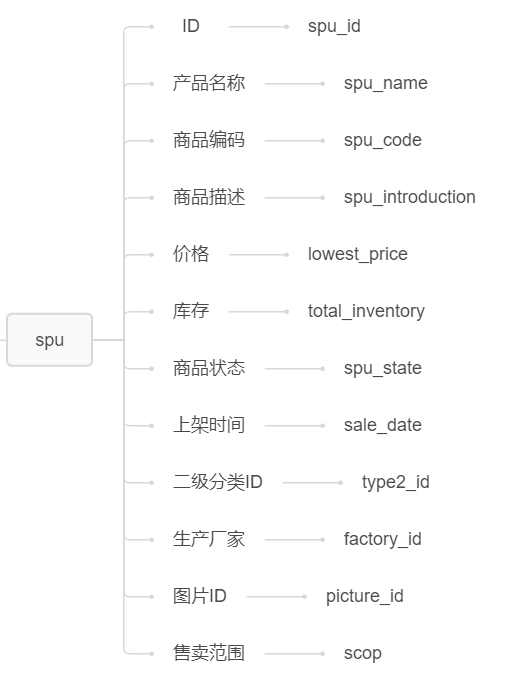 ID spu_id
产品名称 spu_name
商品编码 spu_code
商品描述 spu_introduction
价格 lowest_price
库存 total_inventory
spu
商品状态 spu_state
上架时间 sale_date
二级分类ID type2_id
生产厂家 factory_id
图片ID picture_id
售卖范围 scop